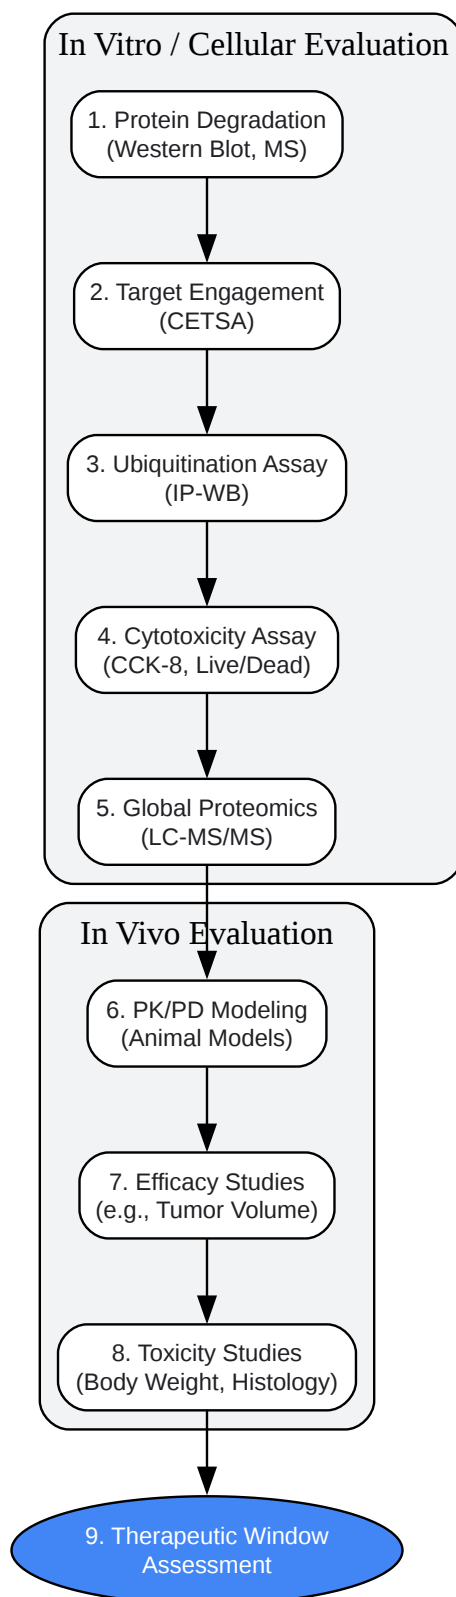 In Vitro / Cellular Evaluation
1. Protein Degradation
(Western Blot, MS)
2. Target Engagement
(CETSA)
3. Ubiquitination Assay
(IP-WB)
4. Cytotoxicity Assay
(CCK-8, Live/Dead)
5. Global Proteomics
(LC-MS/MS)
In Vivo Evaluation
6. PK/PD Modeling
(Animal Models)
7. Efficacy Studies
(e.g., Tumor Volume)
8. Toxicity Studies
(Body Weight, Histology)
9. Therapeutic Window
Assessment